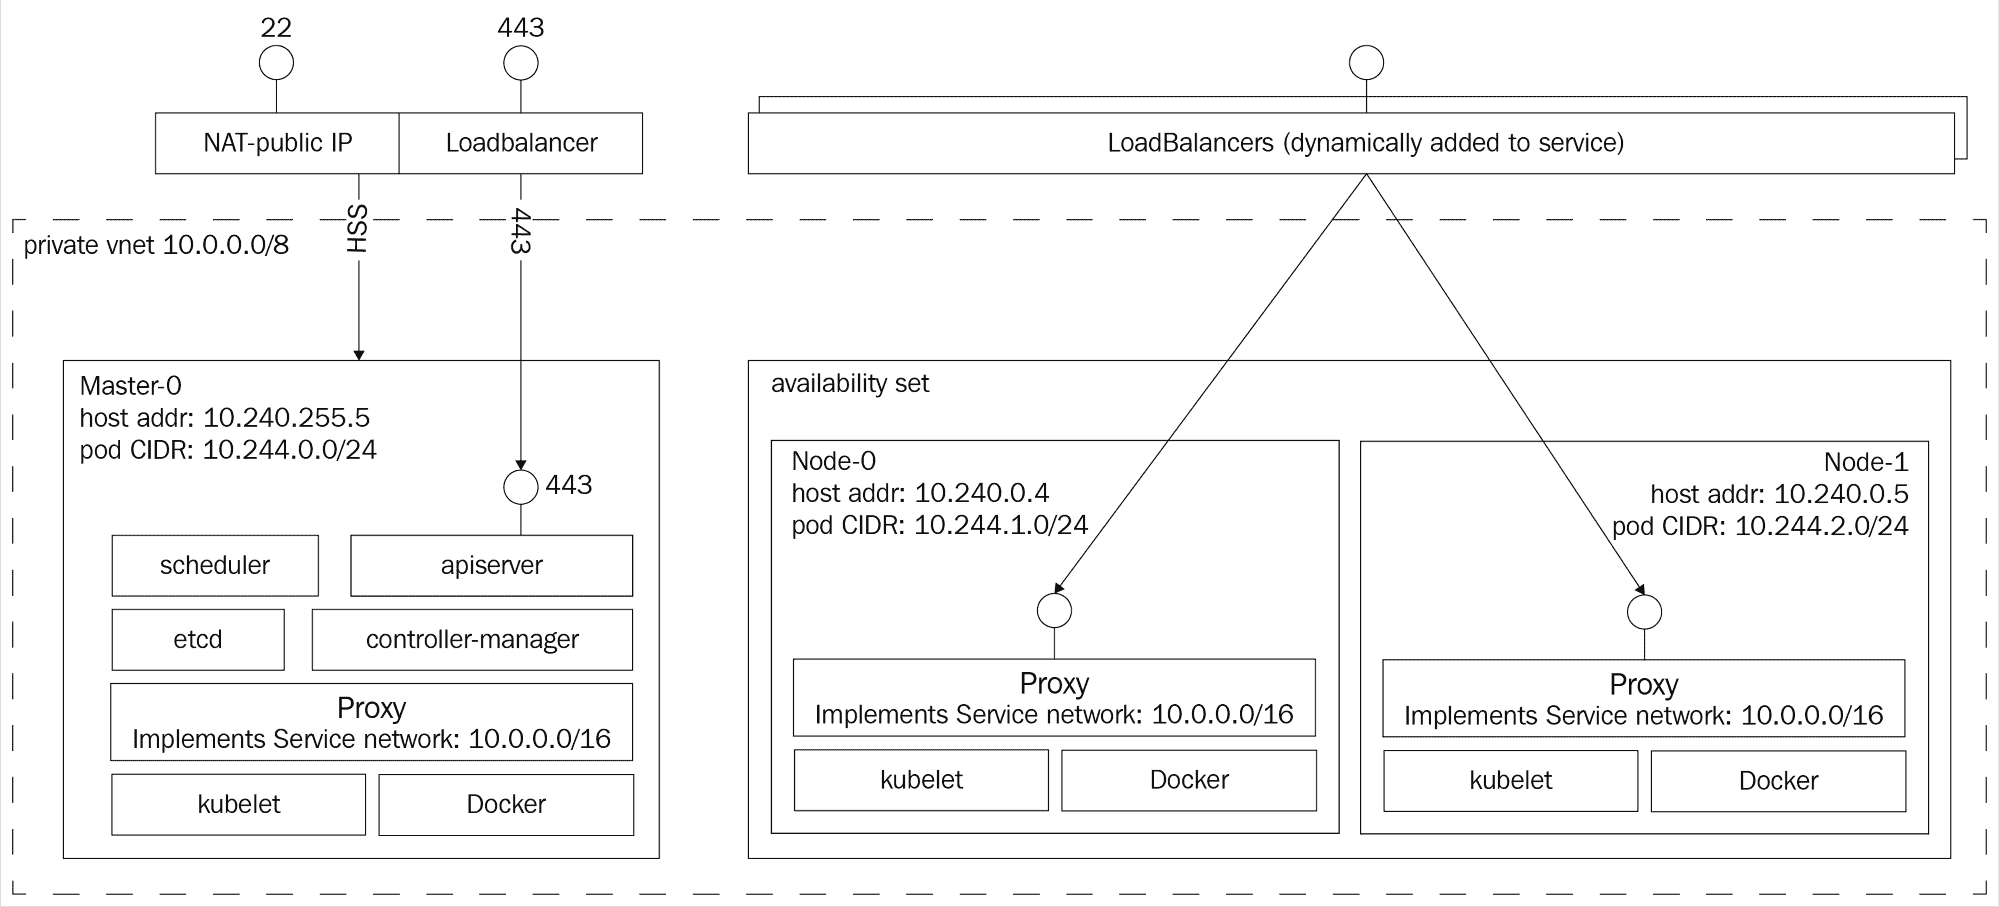 22
443
NAT-public IP
Loadbalancer
LoadBalancers (dynamically added to service)
SSH
443
private vnet 10.0.0.0/8
Master-0
host addr: 10.240.255.5
pod CIDR: 10.244.0.0/24
443
scheduler
apiserver
etcd
controller-manager
Proxy
Implements Service network: 10.0.0.0/16
kubelet
Docker
availability set
Node-0
host addr: 10.240.0.4
pod CIDR: 10.244.1.0/24
Proxy
Implements Service network: 10.0.0.0/16
kubelet
Docker
Node-1
host addr: 10.240.0.5
pod CIDR: 10.244.2.0/24
Proxy
Implements Service network: 10.0.0.0/16
kubelet
Docker